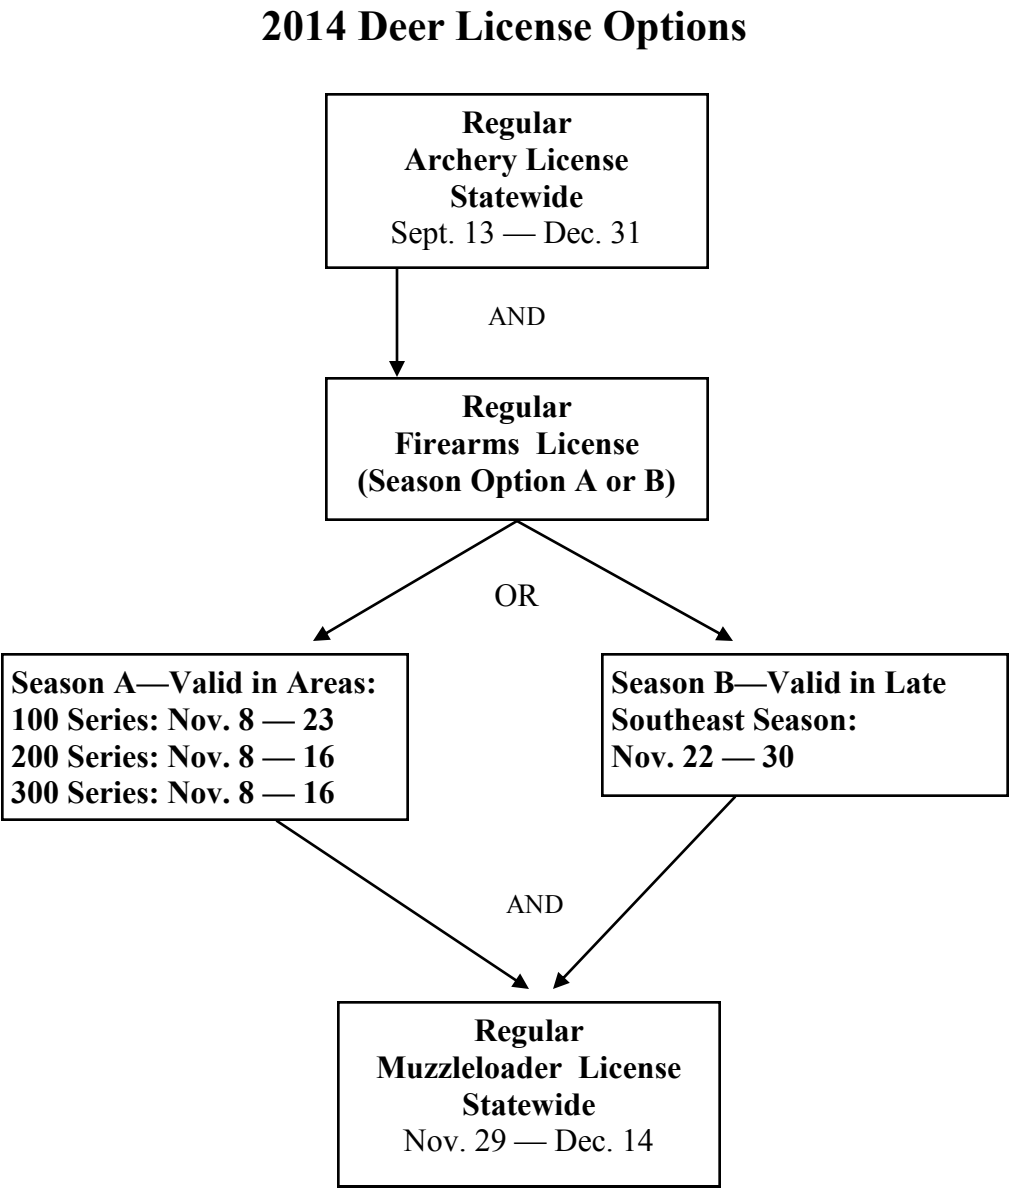 2014 Deer License Options
Regular
Archery License
Statewide
Sept. 13 — Dec. 31
AND
Regular
Firearms  License
(Season Option A or B)
OR
Season A—Valid in Areas:
100 Series: Nov. 8 — 23
200 Series: Nov. 8 — 16
300 Series: Nov. 8 — 16
Season B—Valid in Late
Southeast Season:
Nov. 22 — 30
AND
Regular
Muzzleloader  License
Statewide
Nov. 29 — Dec. 14